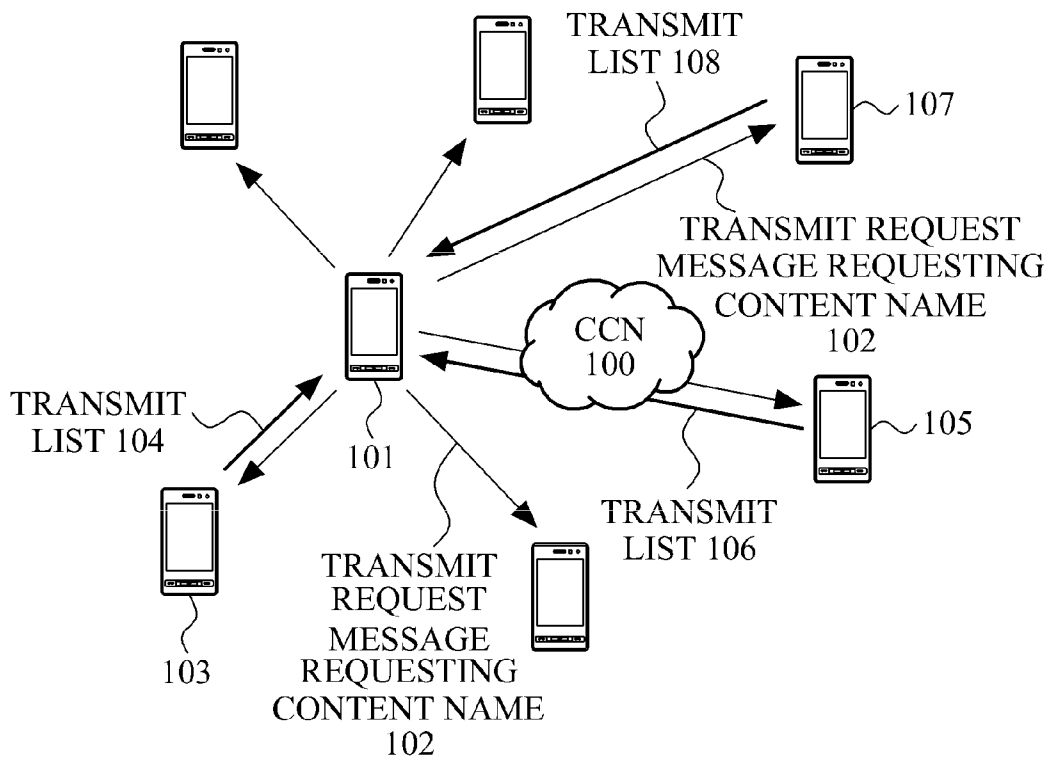 TRANSMIT
LIST 108
107
TRANSMIT REQUEST
MESSAGE REQUESTING
CONTENT NAME
102
CCN
100
TRANSMIT
LIST 104
101
105
TRANSMIT
LIST 106
103
TRANSMIT
REQUEST
MESSAGE
REQUESTING
CONTENT NAME
102